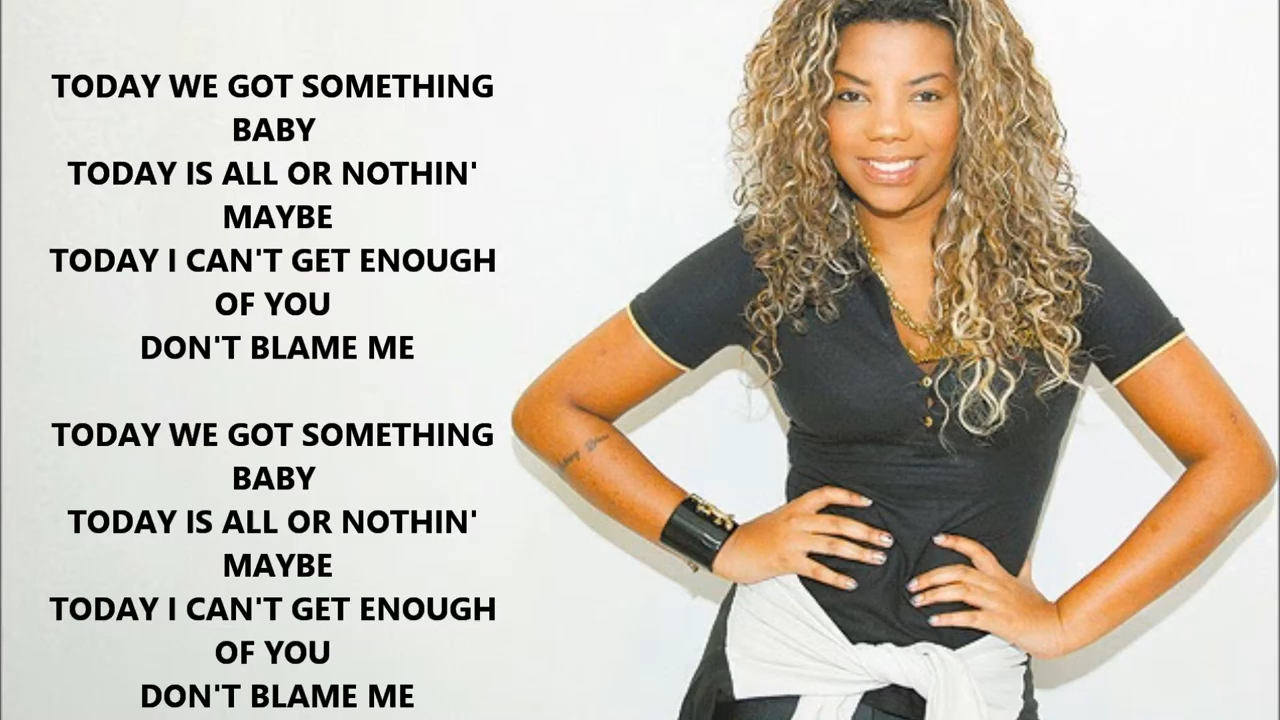 TODAY WE GOT SOMETHING
BABY
TODAY IS ALL OR NOTHIN'
MAYBE
TODAY I CAN'T GET ENOUGH
OF YOU
DON'T BLAME ME
TODAY WE GOT SOMETHING
BABY
TODAY IS ALL OR NOTHIN'
MAYBE
TODAY I CAN'T GET ENOUGH
OF YOU
DON'T BLAME ME